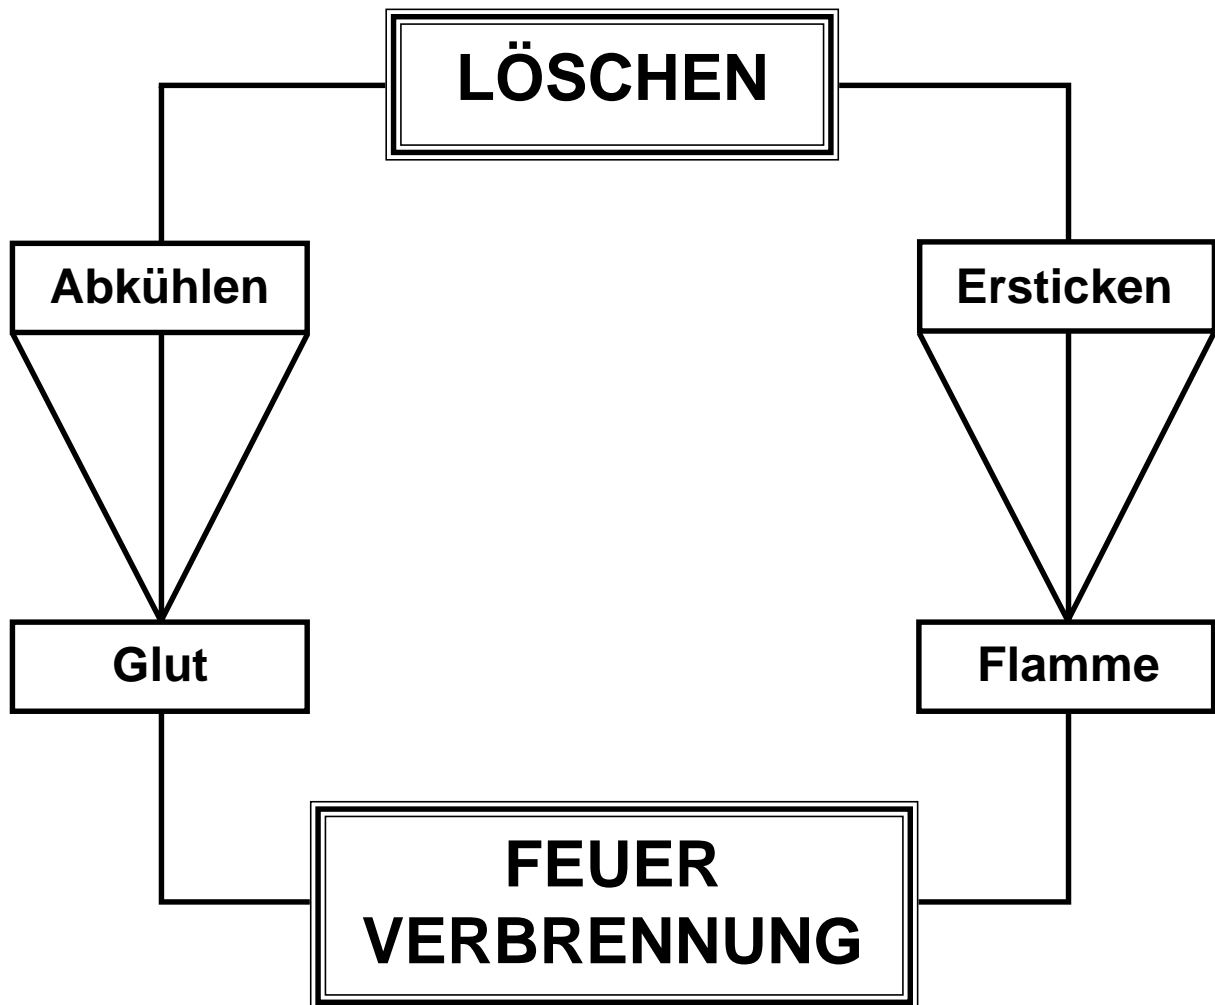 LÖSCHEN
Abkühlen
Ersticken
Glut
Flamme
FEUER
VERBRENNUNG